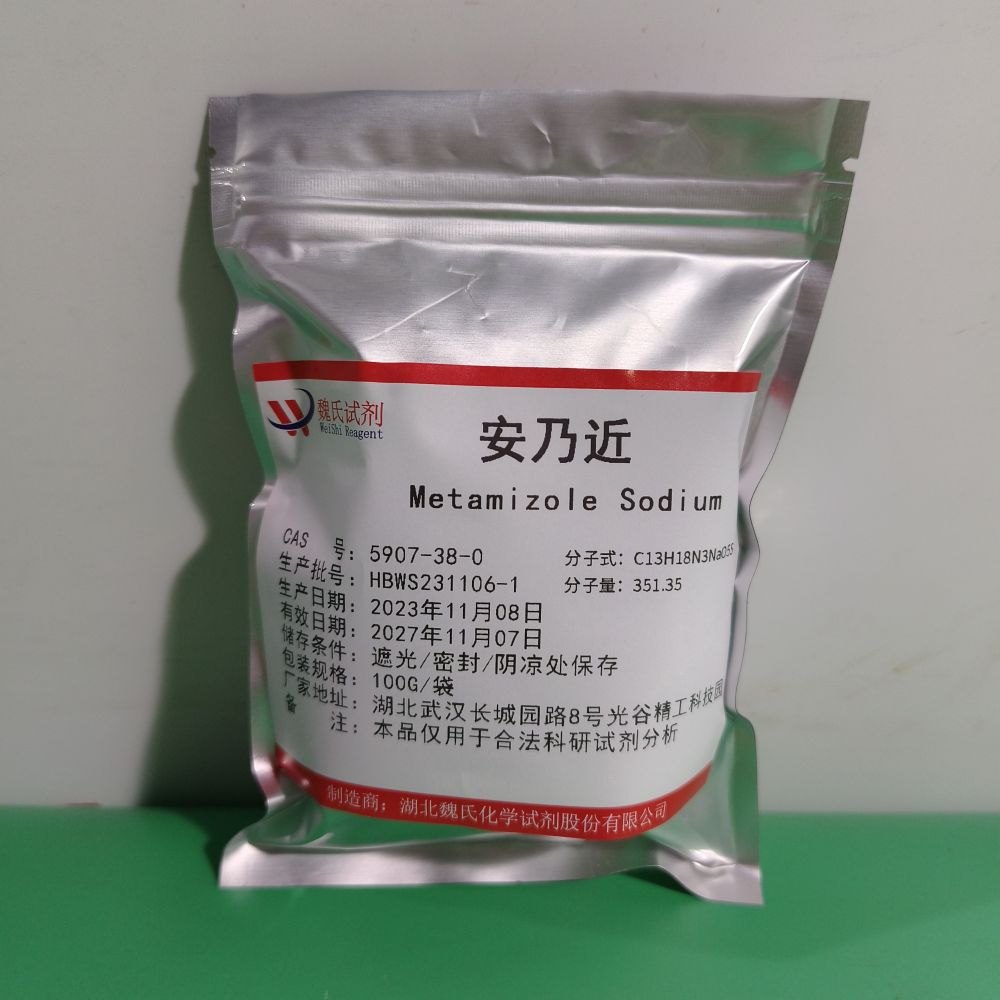 魏氏试剂
WeiShi Reagent
安乃近
Metamizole Sodium
CAS 号：5907-38-0 分子式：C13H18N3NaO5S
生产批号：HBWS231106-1 分子量：351.35
生产日期：2023年11月08日
有效日期：2027年11月07日
储存条件：遮光/密封/阴凉处保存
包装规格：100G/袋
厂家地址：湖北武汉长城园路8号光谷精工科技园
备 注：本品仅用于合法科研试剂分析
制造商：湖北魏氏化学试剂股份有限公司